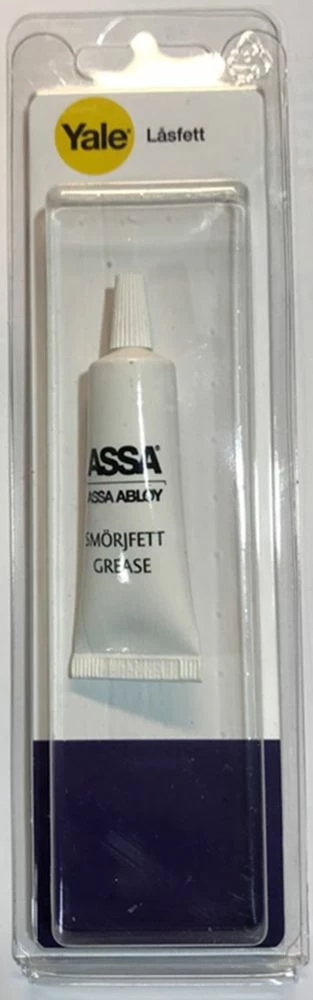 Yale® Låsfett
ASSA®
ASSA ABLOY
SMÖRJFETT
GREASE